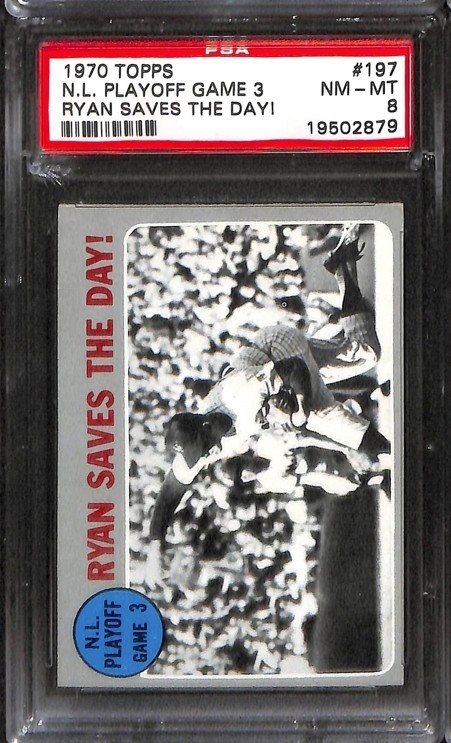 PSA
1970 TOPPS #197
N.L. PLAYOFF GAME 3 NM – MT
RYAN SAVES THE DAY! 8
19502879
RYAN SAVES THE DAY!
N.L.
PLAYOFF
GAME 3